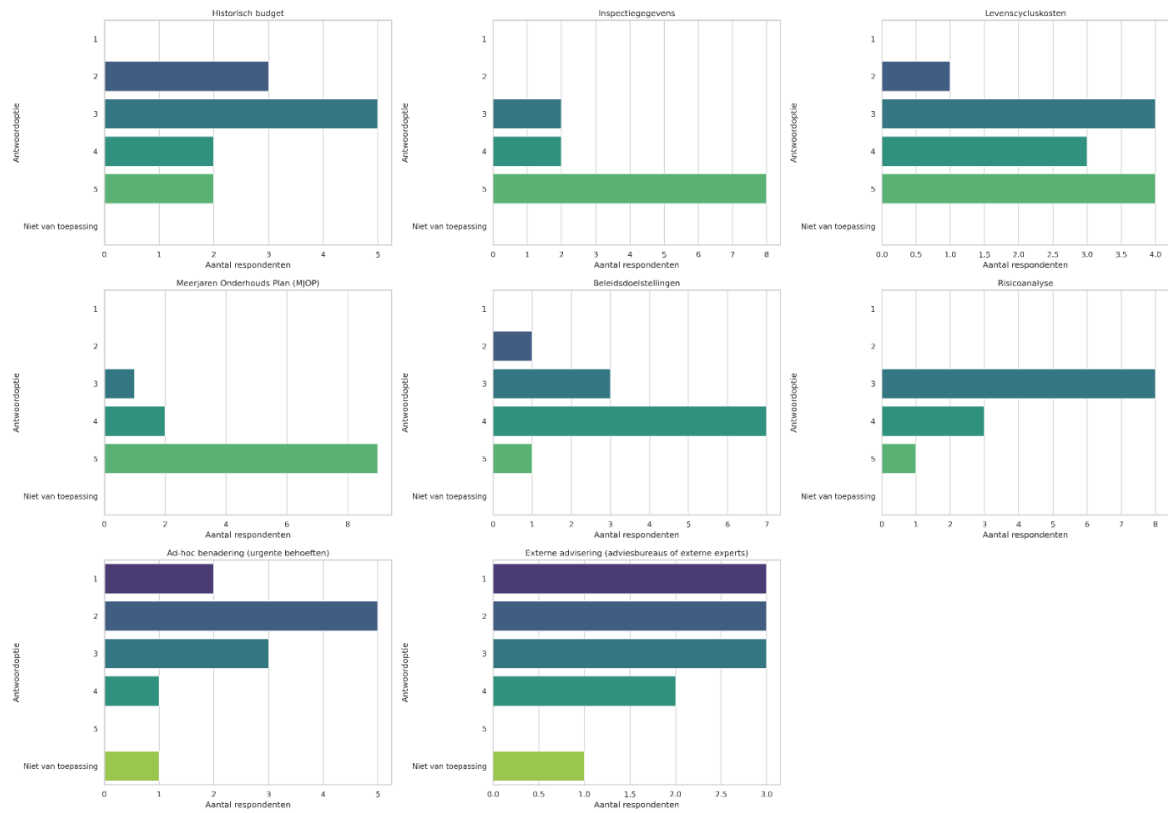 Historisch budget
Antwoordoptie
1
2
3
4
5
Niet van toepassing
0 1 2 3 4 5
Aantal respondenten
Inspectiegegevens
Antwoordoptie
1
2
3
4
5
Niet van toepassing
0 1 2 3 4 5 6 7 8
Aantal respondenten
Levenscycluskosten
Antwoordoptie
1
2
3
4
5
Niet van toepassing
0.0 0.5 1.0 1.5 2.0 2.5 3.0 3.5 4.0
Aantal respondenten
Meerjaren Onderhouds Plan (MJOP)
Antwoordoptie
1
2
3
4
5
Niet van toepassing
0 2 4 6 8
Aantal respondenten
Beleidsdoelstellingen
Antwoordoptie
1
2
3
4
5
Niet van toepassing
0 1 2 3 4 5 6 7
Aantal respondenten
Risicoanalyse
Antwoordoptie
1
2
3
4
5
Niet van toepassing
0 1 2 3 4 5 6 7 8
Aantal respondenten
Ad-hoc benadering (urgente behoeften)
Antwoordoptie
1
2
3
4
5
Niet van toepassing
0 1 2 3 4 5
Aantal respondenten
Externe advisering (adviesbureaus of externe experts)
Antwoordoptie
1
2
3
4
5
Niet van toepassing
0.0 0.5 1.0 1.5 2.0 2.5 3.0
Aantal respondenten